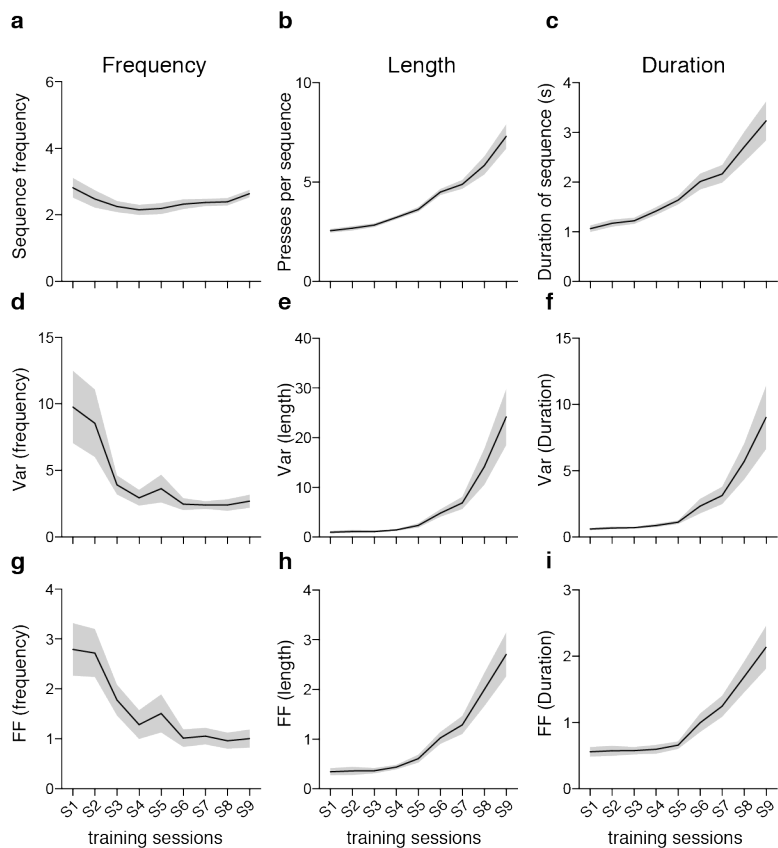 a
b
c
Frequency
Length
Duration
Sequence frequency
6
4
2
0
Presses per sequence
10
5
0
Duration of sequence (s)
4
3
2
1
0
d
e
f
Var (frequency)
15
10
5
0
Var (length)
40
30
20
10
0
Var (Duration)
15
10
5
0
g
h
i
FF (frequency)
4
3
2
1
0
FF (length)
4
3
2
1
0
FF (Duration)
3
2
1
0
S1 S2 S3 S4 S5 S6 S7 S8 S9
S1 S2 S3 S4 S5 S6 S7 S8 S9
S1 S2 S3 S4 S5 S6 S7 S8 S9
training sessions
training sessions
training sessions